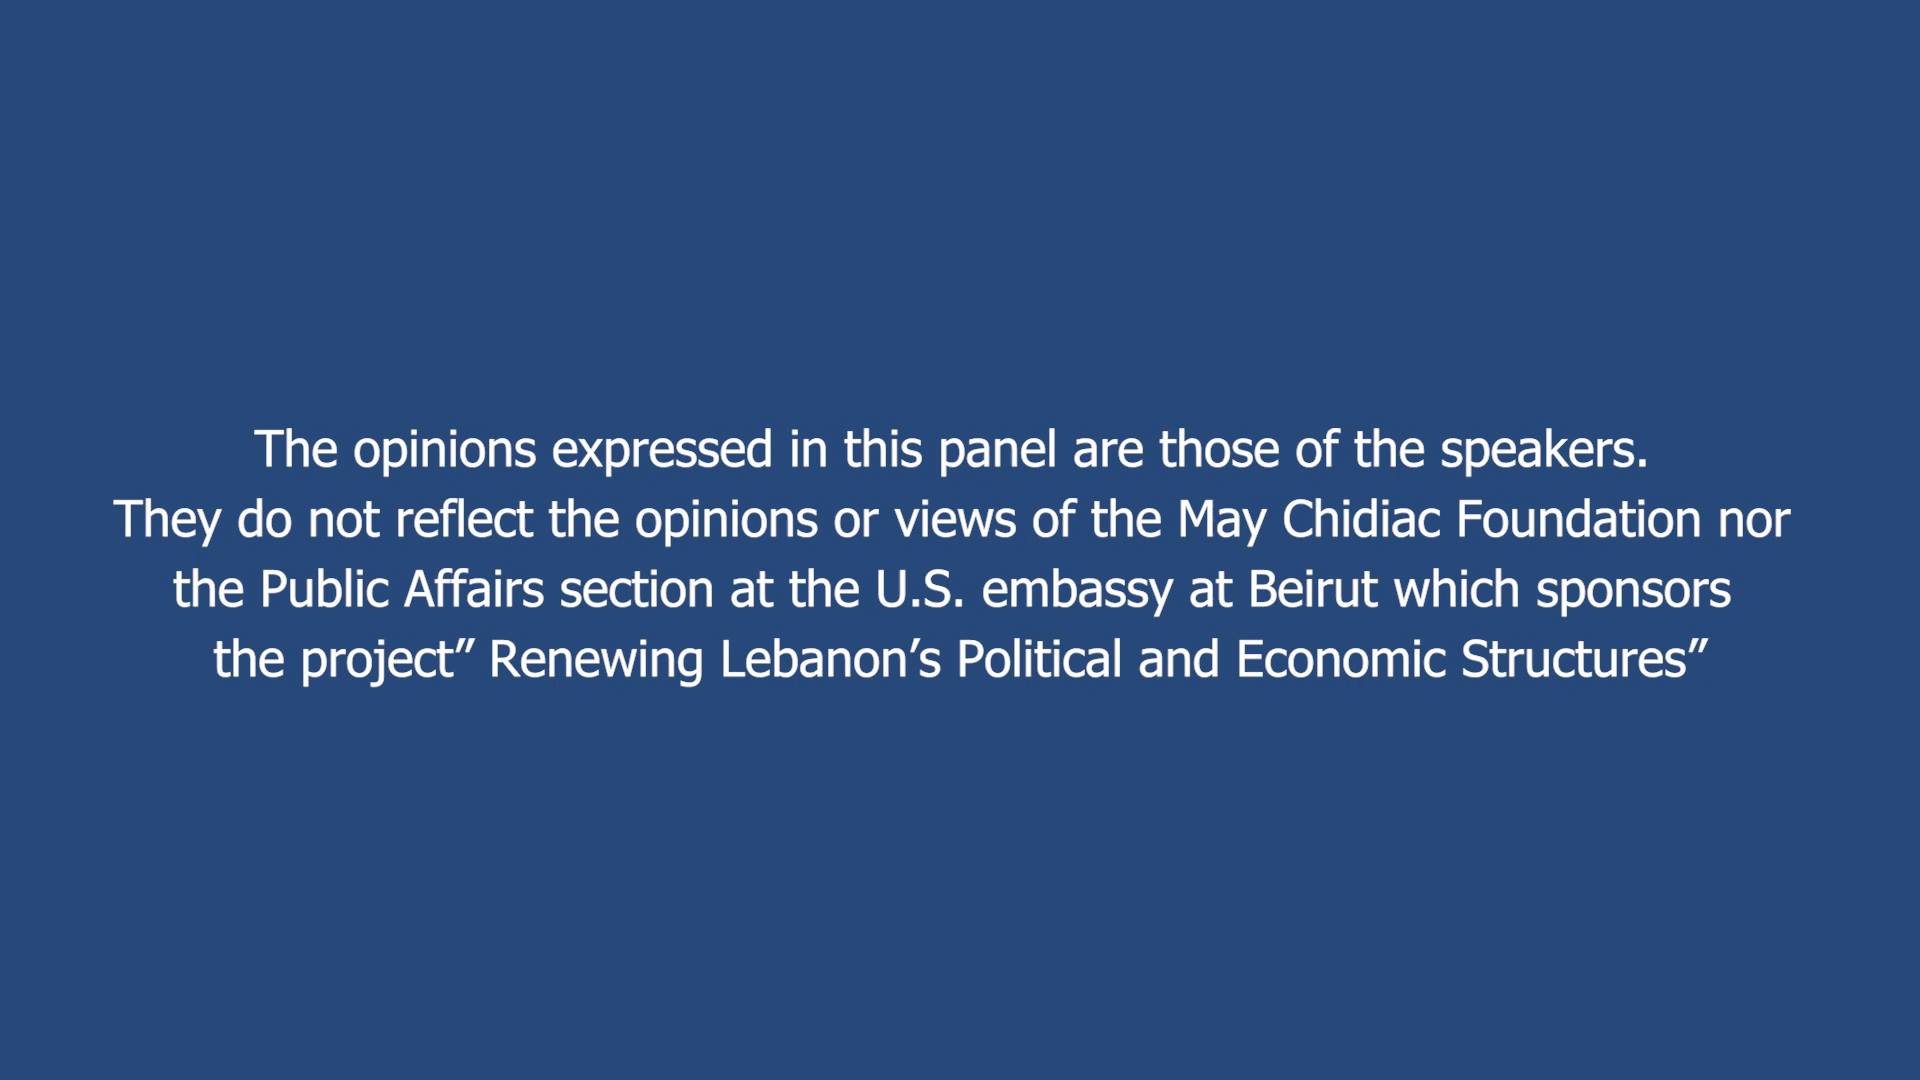 The opinions expressed in this panel are those of the speakers.
They do not reflect the opinions or views of the May Chidiac Foundation nor
the Public Affairs section at the U.S. embassy at Beirut which sponsors
the project” Renewing Lebanon’s Political and Economic Structures”